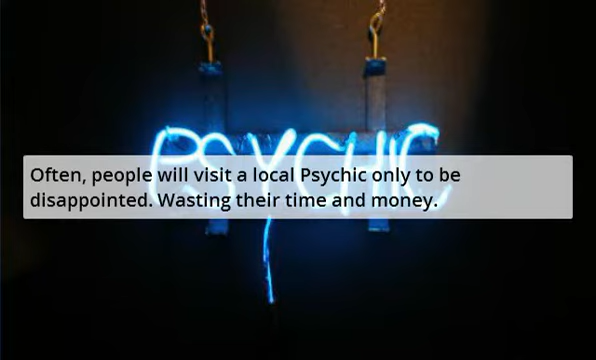 PSYCHIC
Often, people will visit a local Psychic only to be
disappointed. Wasting their time and money.